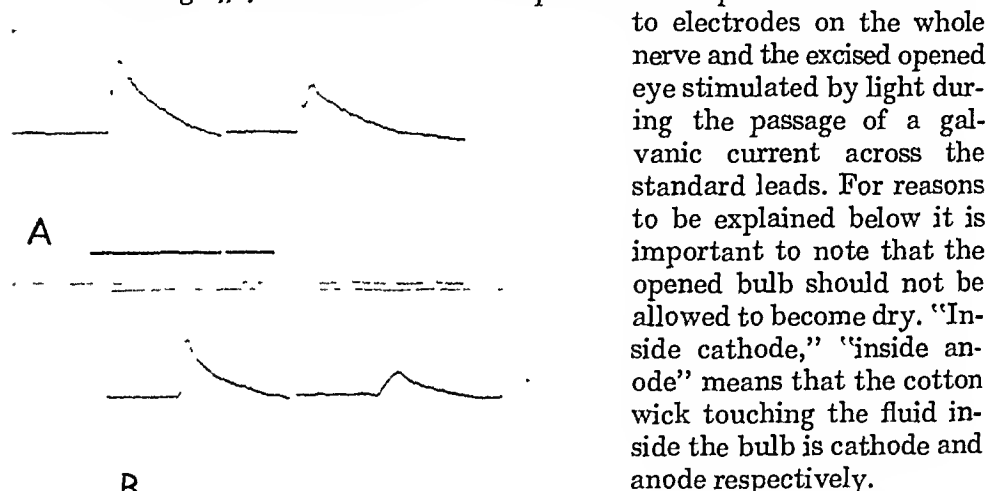 to electrodes on the whole
nerve and the excised opened
eye stimulated by light dur-
ing the passage of a gal-
vanic current across the
standard leads. For reasons
to be explained below it is
important to note that the
opened bulb should not be
allowed to become dry. "In-
side cathode," "inside an-
ode" means that the cotton
wick touching the fluid in-
side the bulb is cathode and
anode respectively.
A
B